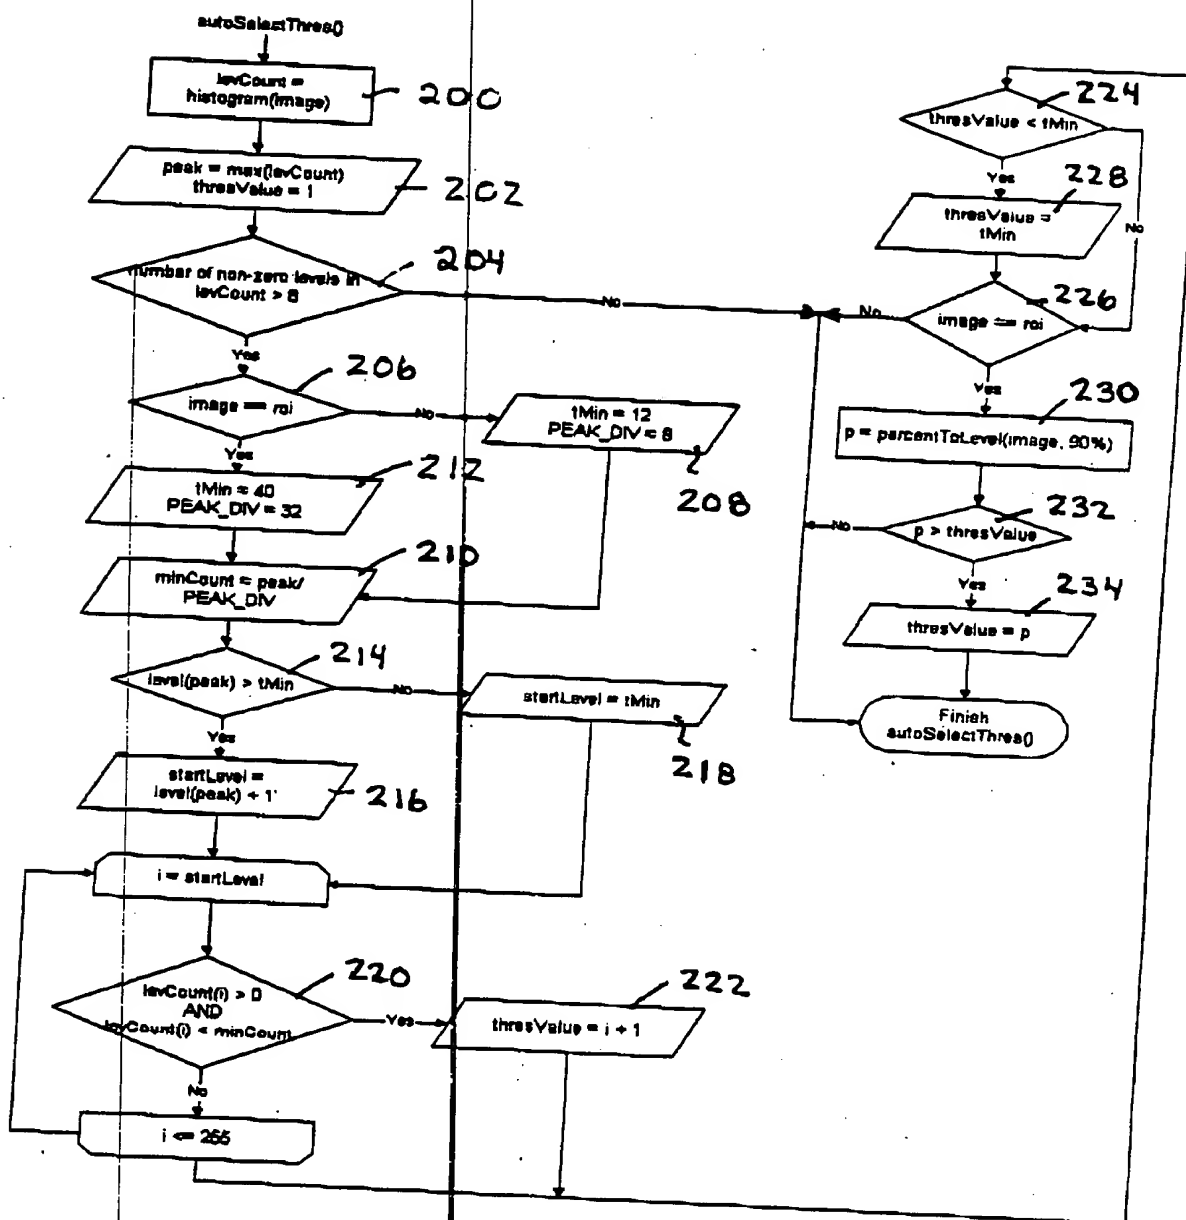 autoSelectThres()
levCount =
histogram(image)
200
peak = max(levCount)
thresValue = 1
202
number of non-zero levels in
levCount > 8
204
No
Yes
206
image == roi
No
tMin = 12
PEAK_DIV = 8
208
Yes
212
tMin = 40
PEAK_DIV = 32
210
minCount = peak/
PEAK_DIV
214
level(peak) > tMin
No
startLevel = tMin
218
Yes
startLevel =
level(peak) + 1
216
i = startLevel
220
levCount(i) > 0
AND
levCount(i) < minCount
Yes
222
thresValue = i + 1
No
i <= 255
224
thresValue < tMin
Yes
No
228
thresValue =
tMin
226
image == roi
No
Yes
230
p = percentToLevel(image, 90%)
232
p > thresValue
No
Yes
234
thresValue = p
Finish
autoSelectThres()